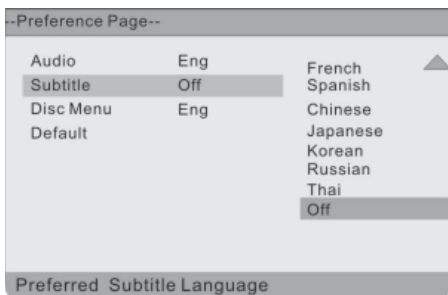 --Preference Page--
Audio Eng
Subtitle Off
Disc Menu Eng
Default
French
Spanish
Chinese
Japanese
Korean
Russian
Thai
Off
Preferred Subtitle Language